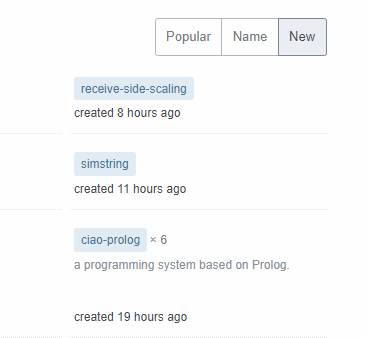 Popular Name New
receive-side-scaling
created 8 hours ago
simstring
created 11 hours ago
ciao-prolog × 6
a programming system based on Prolog.
created 19 hours ago